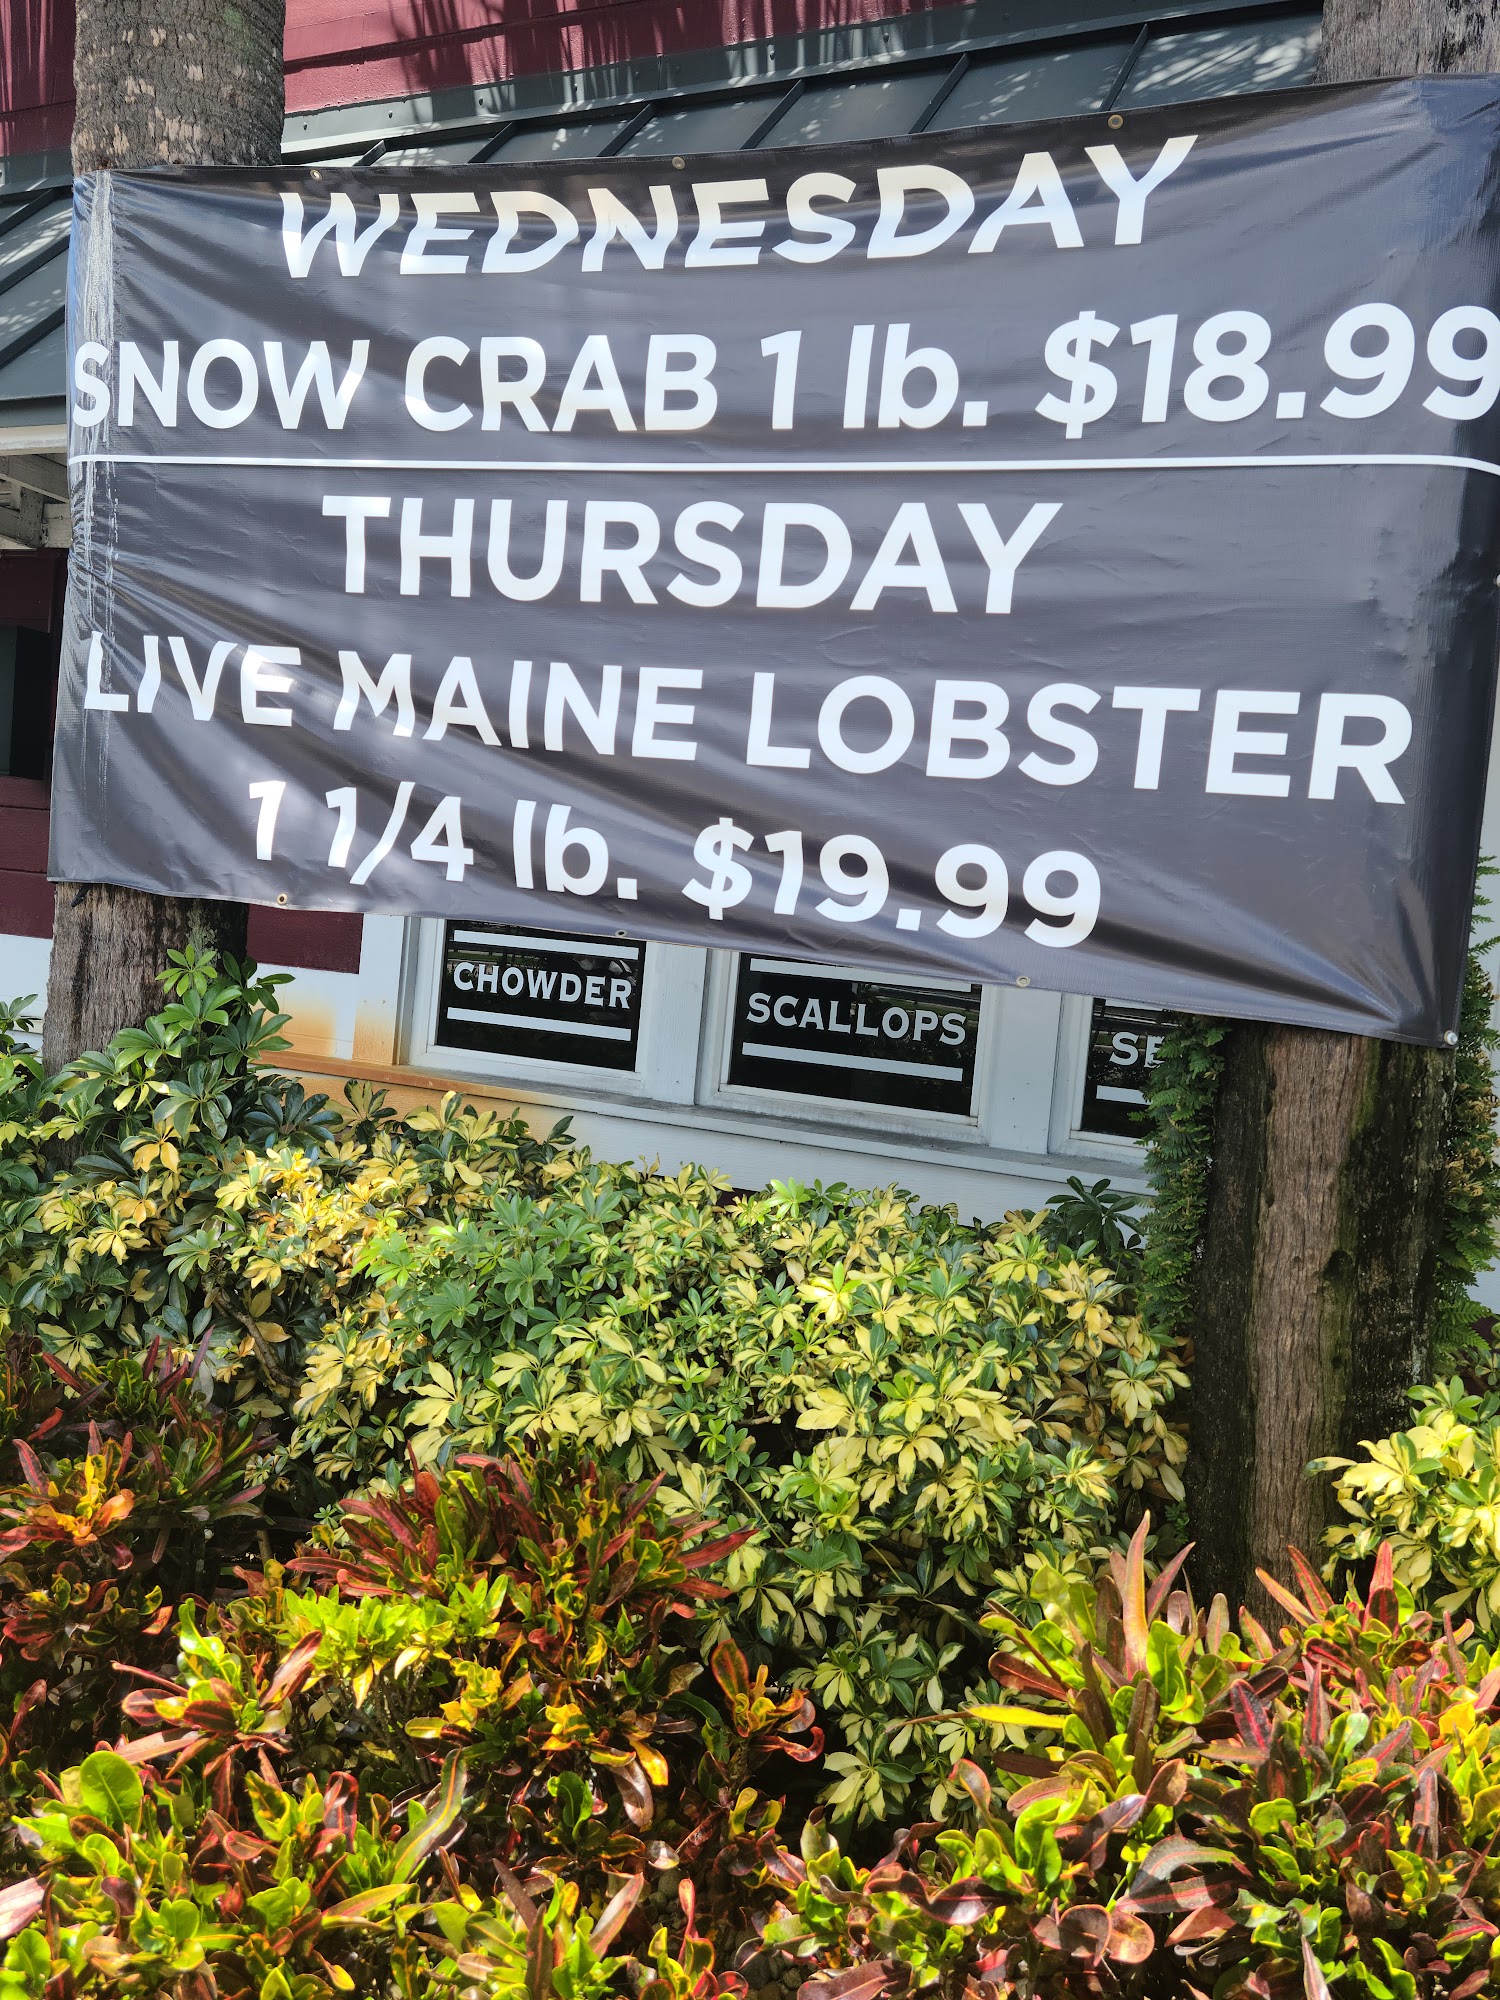 WEDNESDAY
SNOW CRAB 1 lb. $18.99
THURSDAY
LIVE MAINE LOBSTER
1 1/4 lb. $19.99
CHOWDER
SCALLOPS